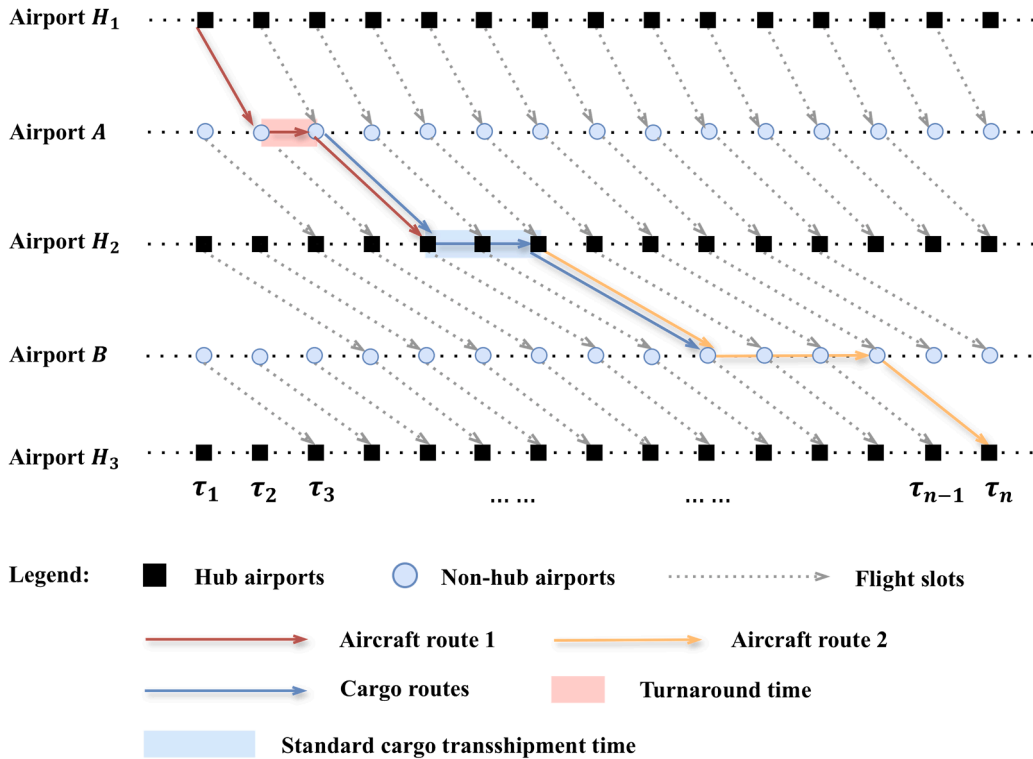 Airport H₁
Airport A
Airport H₂
Airport B
Airport H₃
τ₁ τ₂ τ₃ ... ... ... ... τₙ₋₁ τₙ
Legend: Hub airports Non-hub airports Flight slots
Aircraft route 1 Aircraft route 2
Cargo routes Turnaround time
Standard cargo transshipment time